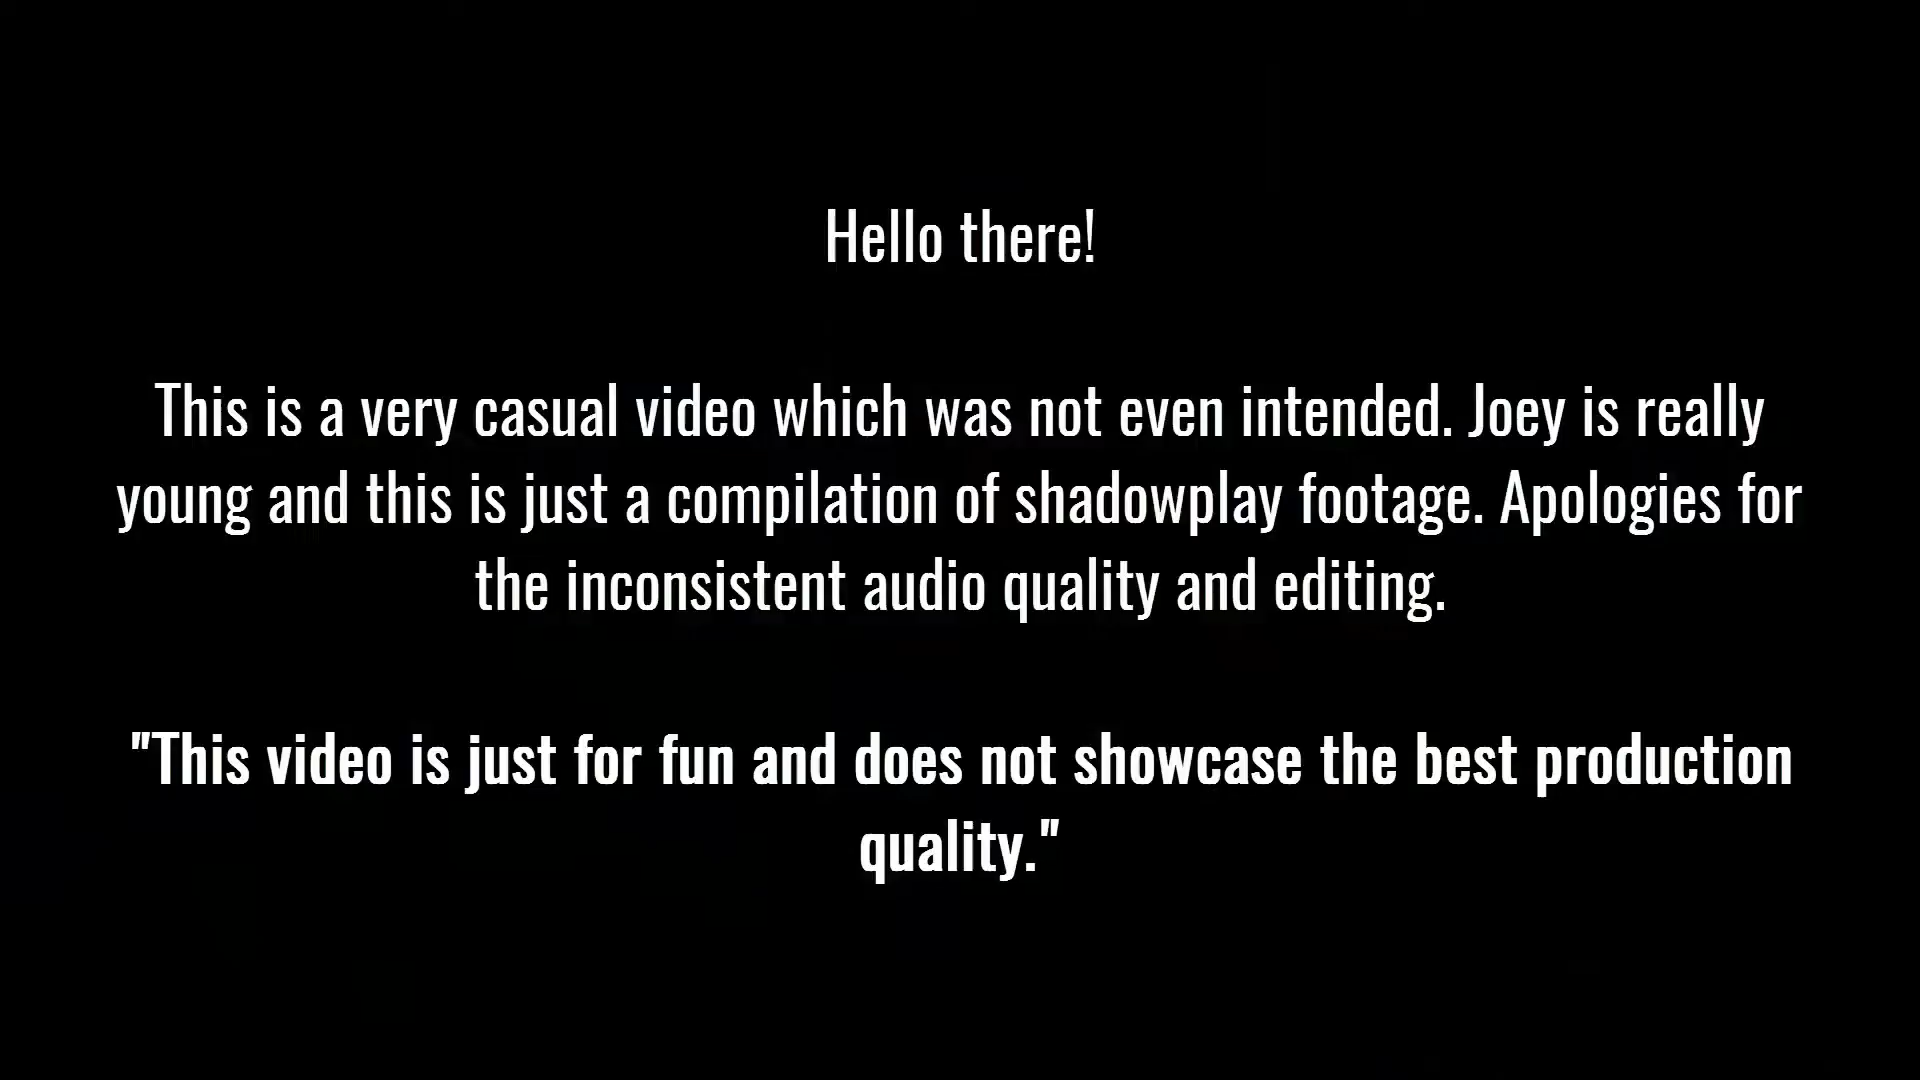 Hello there!
This is a very casual video which was not even intended. Joey is really
young and this is just a compilation of shadowplay footage. Apologies for
the inconsistent audio quality and editing.
"This video is just for fun and does not showcase the best production
quality."